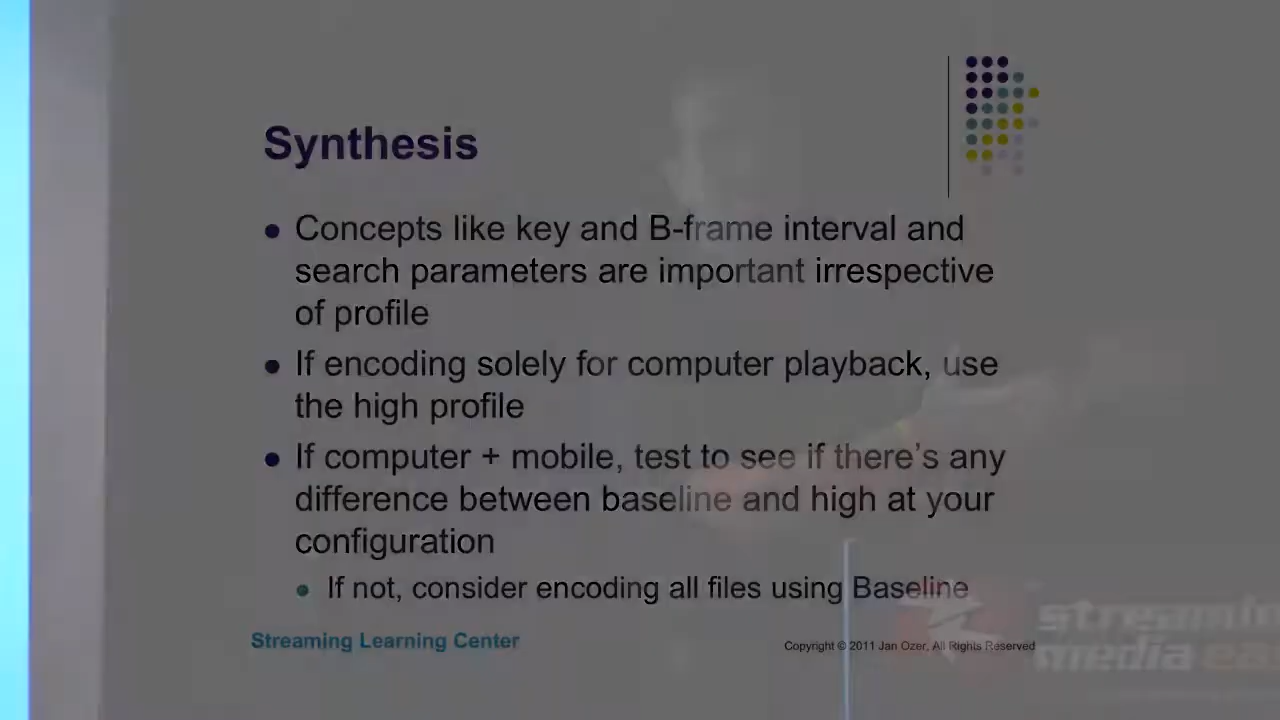 Synthesis
Concepts like key and B-frame interval and
search parameters are important irrespective
of profile
If encoding solely for computer playback, use
the high profile
If computer + mobile, test to see if there's any
difference between baseline and high at your
configuration
If not, consider encoding all files using Baseline
Streaming Learning Center
Copyright © 2011 Jan Ozer, All Rights Reserved
streamin
media eas